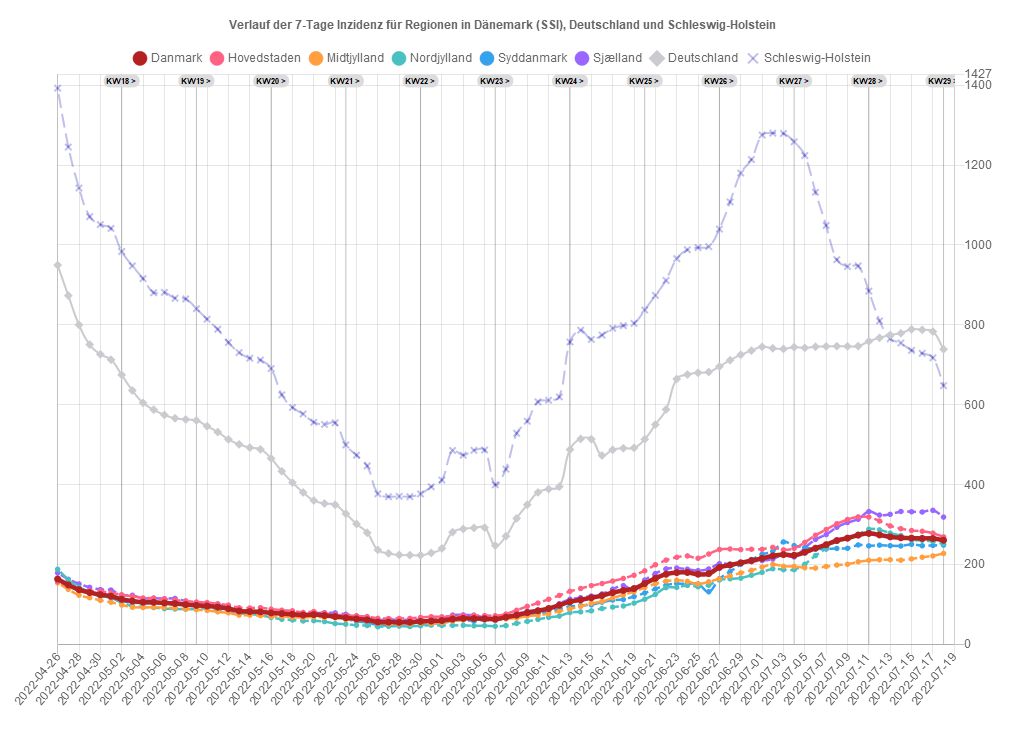 Verlauf der 7-Tage Inzidenz für Regionen in Dänemark (SSI), Deutschland und Schleswig-Holstein
Danmark Hovedstaden Midtjylland Nordjylland Syddanmark Sjælland Deutschland Schleswig-Holstein
KW18 > KW19 > KW20 > KW21 > KW22 > KW23 > KW24 > KW25 > KW26 > KW27 > KW28 > KW29 >
1427
1400
1200
1000
800
600
400
200
0
2022-04-26 2022-04-28 2022-04-30 2022-05-02 2022-05-04 2022-05-06 2022-05-08 2022-05-10 2022-05-12 2022-05-14 2022-05-16 2022-05-18 2022-05-20 2022-05-22 2022-05-24 2022-05-26 2022-05-28 2022-05-30 2022-06-01 2022-06-03 2022-06-05 2022-06-07 2022-06-09 2022-06-11 2022-06-13 2022-06-15 2022-06-17 2022-06-19 2022-06-21 2022-06-23 2022-06-25 2022-06-27 2022-06-29 2022-07-01 2022-07-03 2022-07-05 2022-07-07 2022-07-09 2022-07-11 2022-07-13 2022-07-15 2022-07-17 2022-07-19